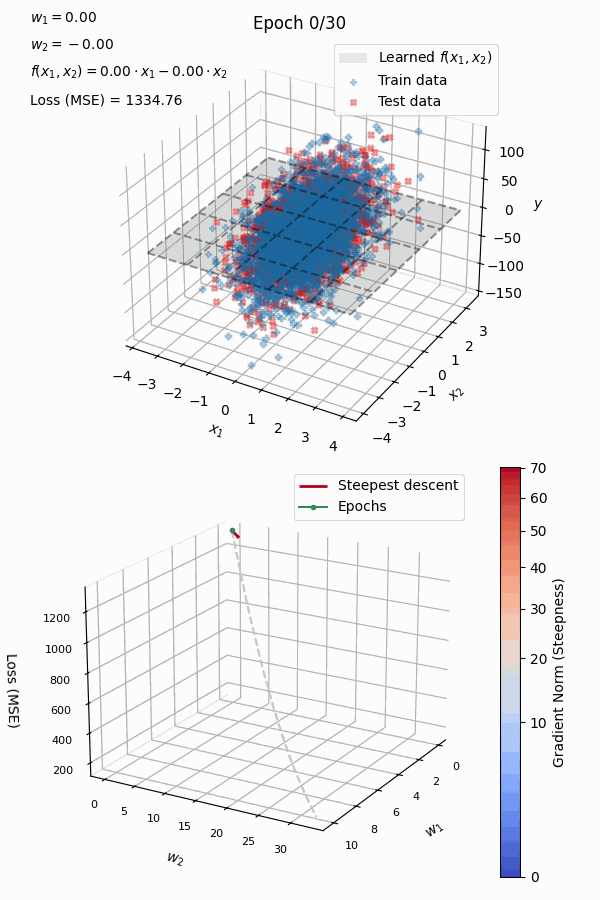 Epoch 0/30
w₁ = 0.00
w₂ = −0.00
f(x₁, x₂) = 0.00 · x₁ − 0.00 · x₂
Loss (MSE) = 1334.76
Learned f(x₁, x₂)
Train data
Test data
100
50
0
−50
−100
−150
y
−4 −3 −2 −1 0 1 2 3 4
x₁
−4 −3 −2 −1 0 1 2 3
x₂
Steepest descent
Epochs
1200
1000
800
600
400
200
Loss (MSE)
0 5 10 15 20 25 30
w₂
10 8 6 4 2 0
w₁
70
60
50
40
30
20
10
0
Gradient Norm (Steepness)